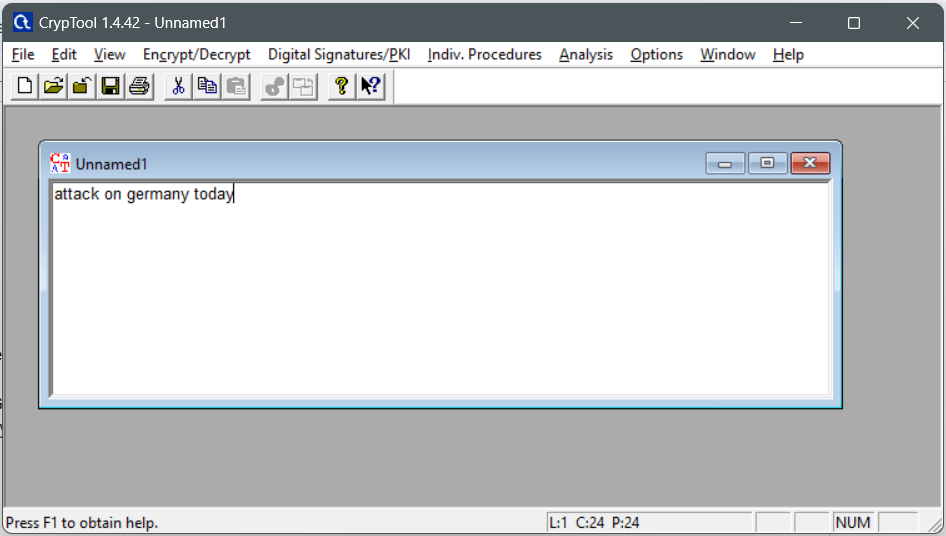 CrypTool 1.4.42 - Unnamed1
File Edit View Encrypt/Decrypt Digital Signatures/PKI Indiv. Procedures Analysis Options Window Help
Unnamed1
attack on germany today
Press F1 to obtain help.
L:1 C:24 P:24
NUM